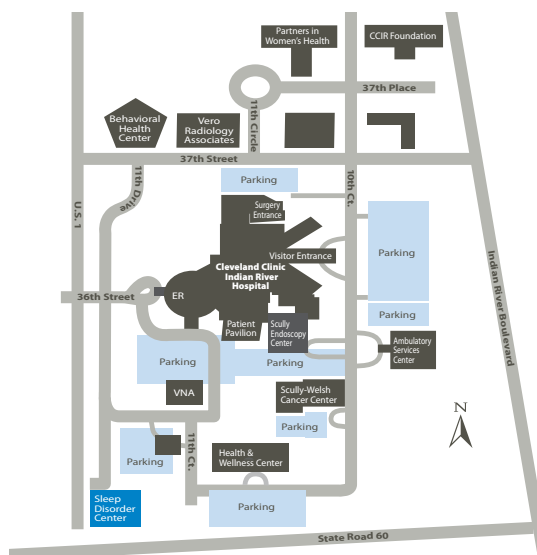 Partners in
Women's Health
CCIR Foundation
37th Place
11th Circle
Behavioral
Health
Center
Vero
Radiology
Associates
37th Street
11th Drive
Parking
10th Ct.
U.S. 1
Surgery
Entrance
Visitor Entrance
Parking
Cleveland Clinic
Indian River
Hospital
Indian River Boulevard
36th Street
ER
Parking
Patient
Pavilion
Scully
Endoscopy
Center
Ambulatory
Services
Center
Parking
Parking
VNA
Scully-Welsh
Cancer Center
N
Parking
11th Ct.
Parking
Health &
Wellness Center
Sleep
Disorder
Center
Parking
State Road 60